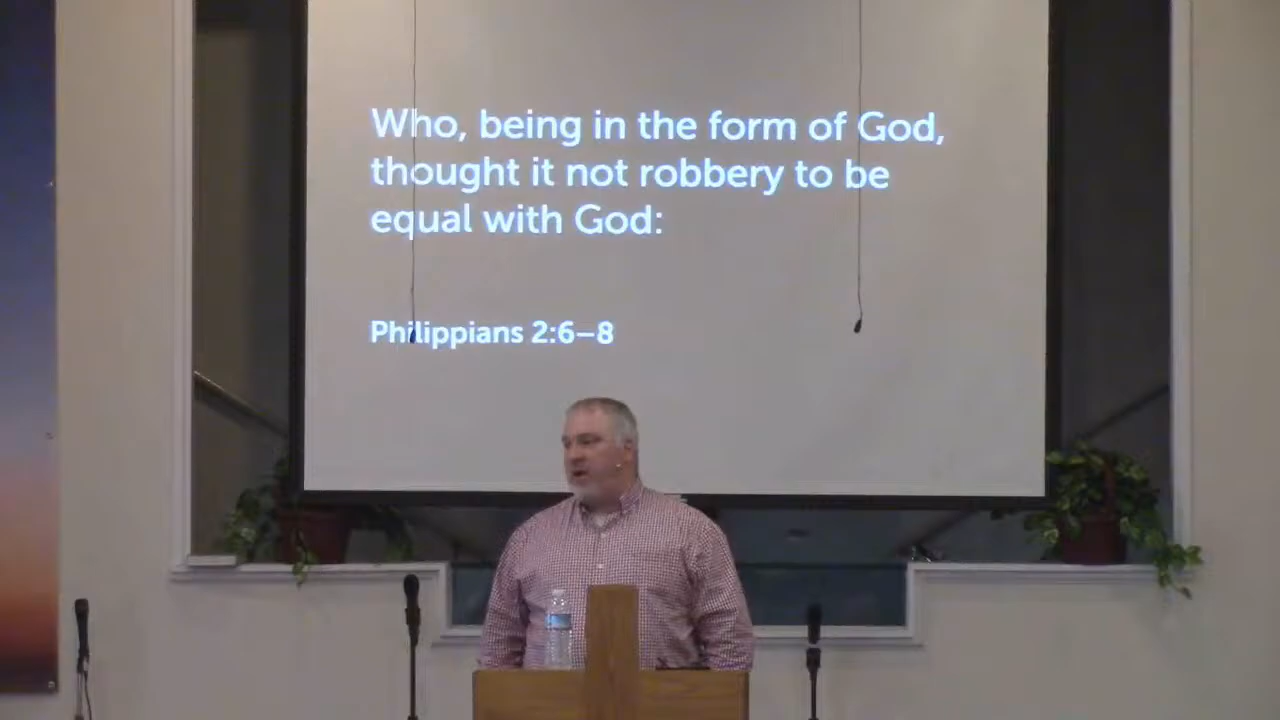 Who, being in the form of God,
thought it not robbery to be
equal with God:
Philippians 2:6–8